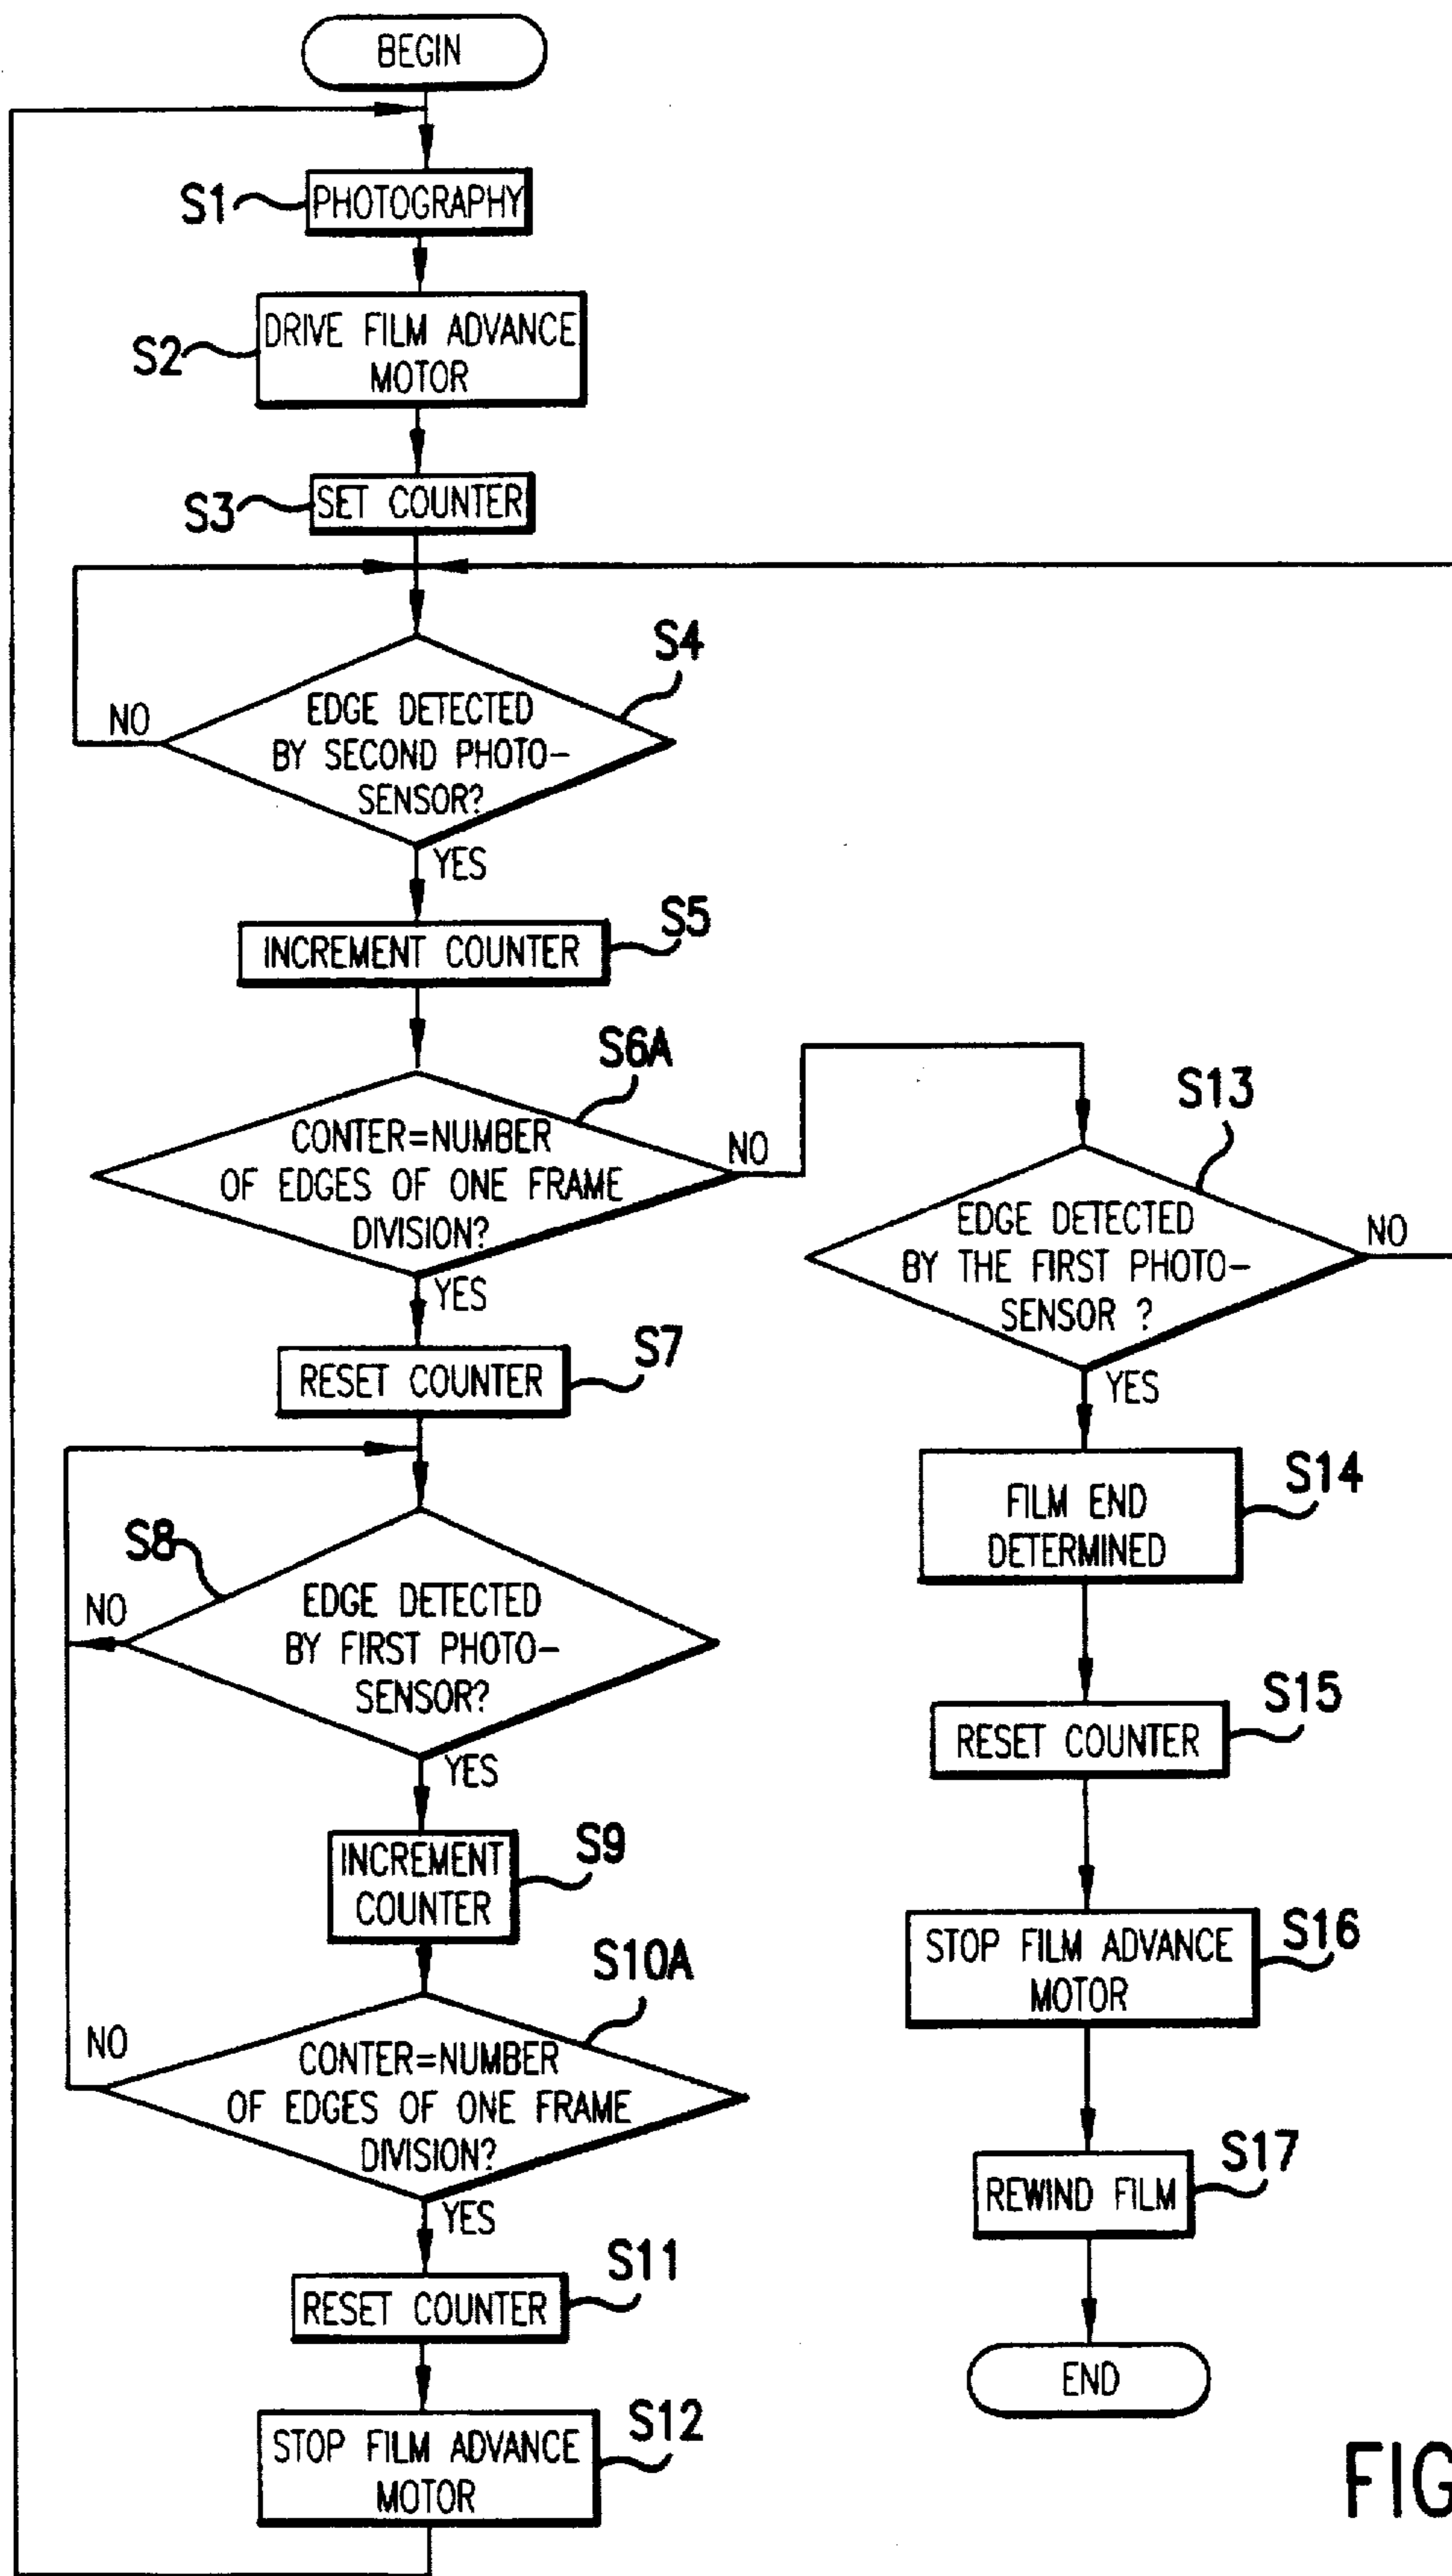 BEGIN
S1
PHOTOGRAPHY
S2
DRIVE FILM ADVANCE
MOTOR
S3
SET COUNTER
S4
EDGE DETECTED
BY SECOND PHOTO-
SENSOR?
NO
YES
S5
INCREMENT COUNTER
S6A
CONTER=NUMBER
OF EDGES OF ONE FRAME
DIVISION?
NO
YES
S7
RESET COUNTER
S8
EDGE DETECTED
BY FIRST PHOTO-
SENSOR?
NO
YES
S9
INCREMENT
COUNTER
S10A
CONTER=NUMBER
OF EDGES OF ONE FRAME
DIVISION?
NO
YES
S11
RESET COUNTER
S12
STOP FILM ADVANCE
MOTOR
S13
EDGE DETECTED
BY THE FIRST PHOTO-
SENSOR ?
NO
YES
S14
FILM END
DETERMINED
S15
RESET COUNTER
S16
STOP FILM ADVANCE
MOTOR
S17
REWIND FILM
END
FIG